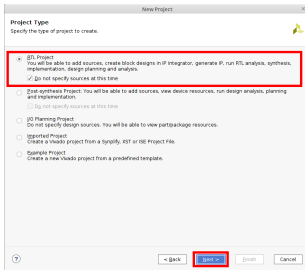 New Project
Project Type
Specify the type of project to create.
RTL Project
You will be able to add sources, create block designs in IP Integrator, generate IP, run RTL analysis, synthesis,
implementation, design planning and analysis.
Do not specify sources at this time
Post-synthesis Project: You will be able to add sources, view device resources, run design analysis, planning
and implementation.
Do not specify sources at this time
I/O Planning Project
Do not specify design sources. You will be able to view part/package resources.
Imported Project
Create a Vivado project from a Synplify, XST or ISE Project File.
Example Project
Create a new Vivado project from a predefined template.
?
< Back
Next >
Finish
Cancel